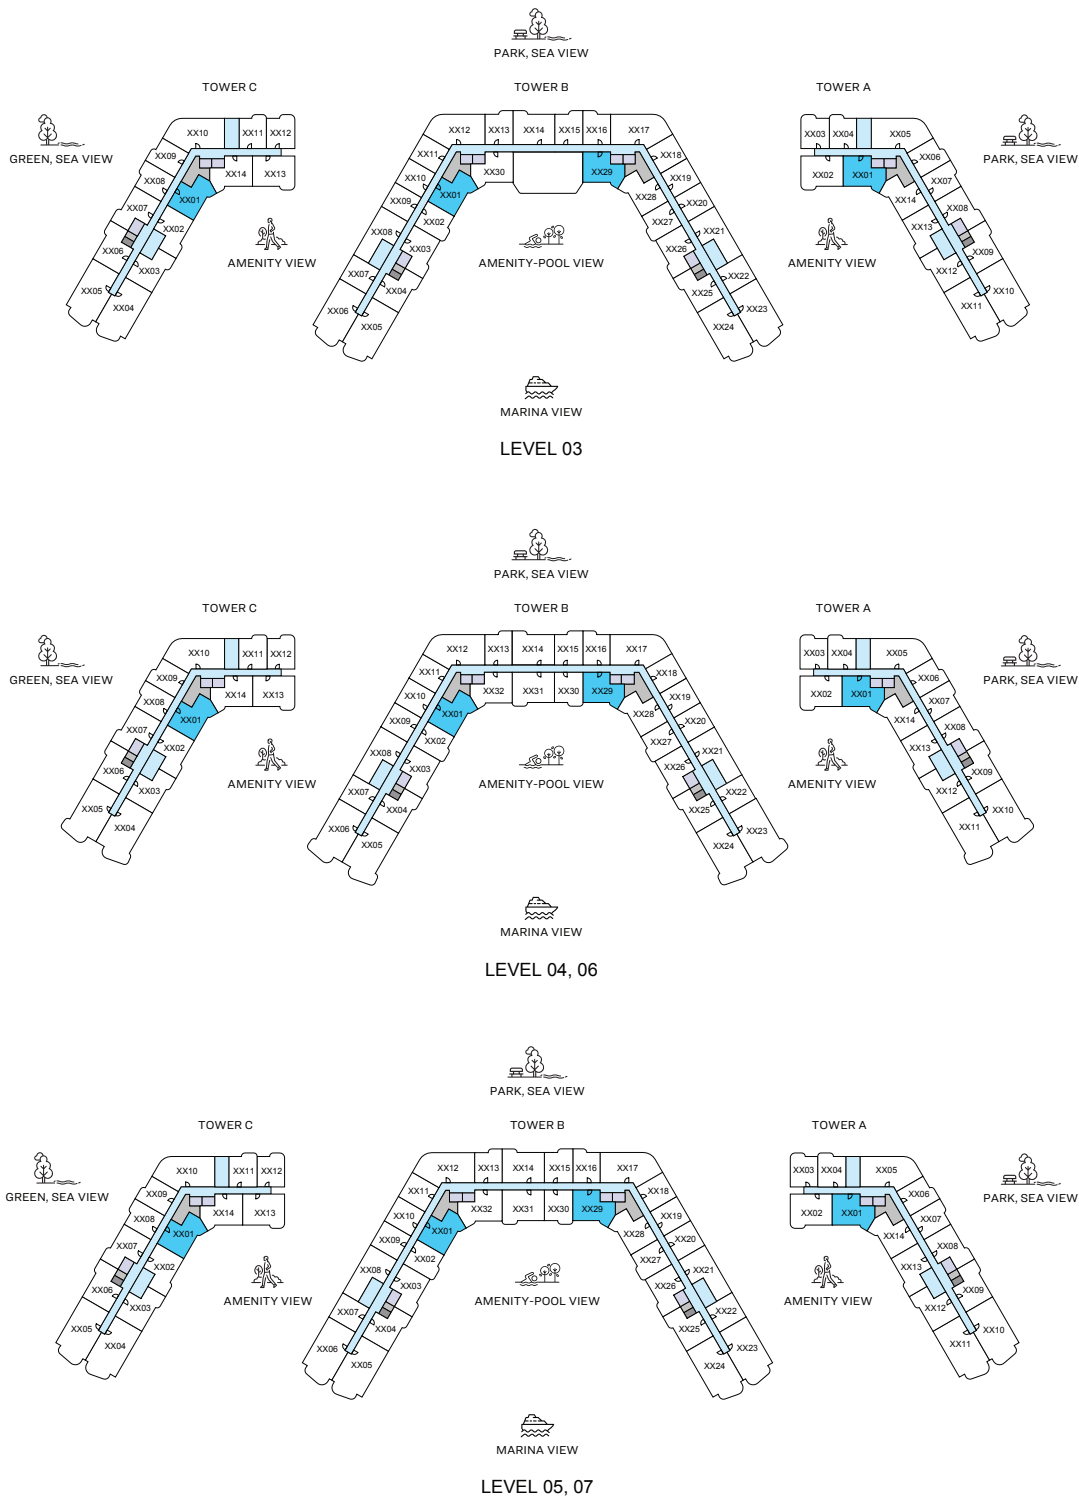 PARK, SEA VIEW
TOWER C
TOWER B
TOWER A
GREEN, SEA VIEW
PARK, SEA VIEW
XX10 XX11 XX12
XX09
XX08
XX07
XX06
XX05
XX04
XX03
XX02
XX01
XX14 XX13
XX12 XX13 XX14 XX15 XX16 XX17
XX11
XX10
XX09
XX08
XX07
XX06
XX05
XX04
XX03
XX02
XX01
XX30
XX29
XX28
XX27
XX26
XX25
XX24
XX23
XX22
XX21
XX20
XX19
XX18
XX03 XX04 XX05
XX02 XX01
XX06
XX07
XX08
XX09
XX10
XX11
XX12
XX13
XX14
AMENITY VIEW
AMENITY-POOL VIEW
AMENITY VIEW
MARINA VIEW
LEVEL 03
PARK, SEA VIEW
TOWER C
TOWER B
TOWER A
GREEN, SEA VIEW
PARK, SEA VIEW
XX10 XX11 XX12
XX09
XX08
XX07
XX06
XX05
XX04
XX03
XX02
XX01
XX14 XX13
XX12 XX13 XX14 XX15 XX16 XX17
XX11
XX10
XX09
XX08
XX07
XX06
XX05
XX04
XX03
XX02
XX01
XX32 XX31 XX30 XX29
XX28
XX27
XX26
XX25
XX24
XX23
XX22
XX21
XX20
XX19
XX18
XX03 XX04 XX05
XX02 XX01
XX06
XX07
XX08
XX09
XX10
XX11
XX12
XX13
XX14
AMENITY VIEW
AMENITY-POOL VIEW
AMENITY VIEW
MARINA VIEW
LEVEL 04, 06
PARK, SEA VIEW
TOWER C
TOWER B
TOWER A
GREEN, SEA VIEW
PARK, SEA VIEW
XX10 XX11 XX12
XX09
XX08
XX07
XX06
XX05
XX04
XX03
XX02
XX01
XX14 XX13
XX12 XX13 XX14 XX15 XX16 XX17
XX11
XX10
XX09
XX08
XX07
XX06
XX05
XX04
XX03
XX02
XX01
XX32 XX31 XX30 XX29
XX28
XX27
XX26
XX25
XX24
XX23
XX22
XX21
XX20
XX19
XX18
XX03 XX04 XX05
XX02 XX01
XX06
XX07
XX08
XX09
XX10
XX11
XX12
XX13
XX14
AMENITY VIEW
AMENITY-POOL VIEW
AMENITY VIEW
MARINA VIEW
LEVEL 05, 07